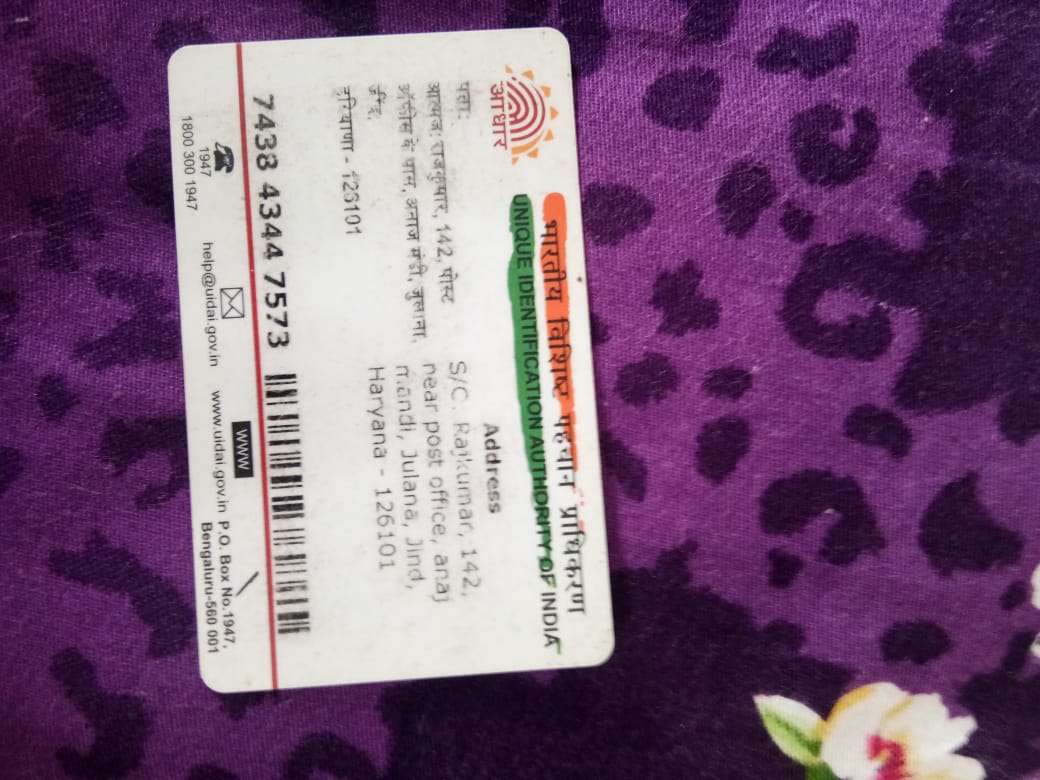 आधार
भारतीय विशिष्ट पहचान प्राधिकरण
UNIQUE IDENTIFICATION AUTHORITY OF INDIA
पता:
आत्मज: राजकुमार, 142, पोस्ट
ऑफिस के पास, अनाज मंडी, जुलाना,
जींद,
हरियाणा - 126101
Address
S/O: Rajkumar, 142,
near post office, anaj
mandi, Julana, Jind,
Haryana - 126101
7438 4344 7573
1947
1800 300 1947
help@uidai.gov.in
www
www.uidai.gov.in
P.O. Box No.1947,
Bengaluru-560 001